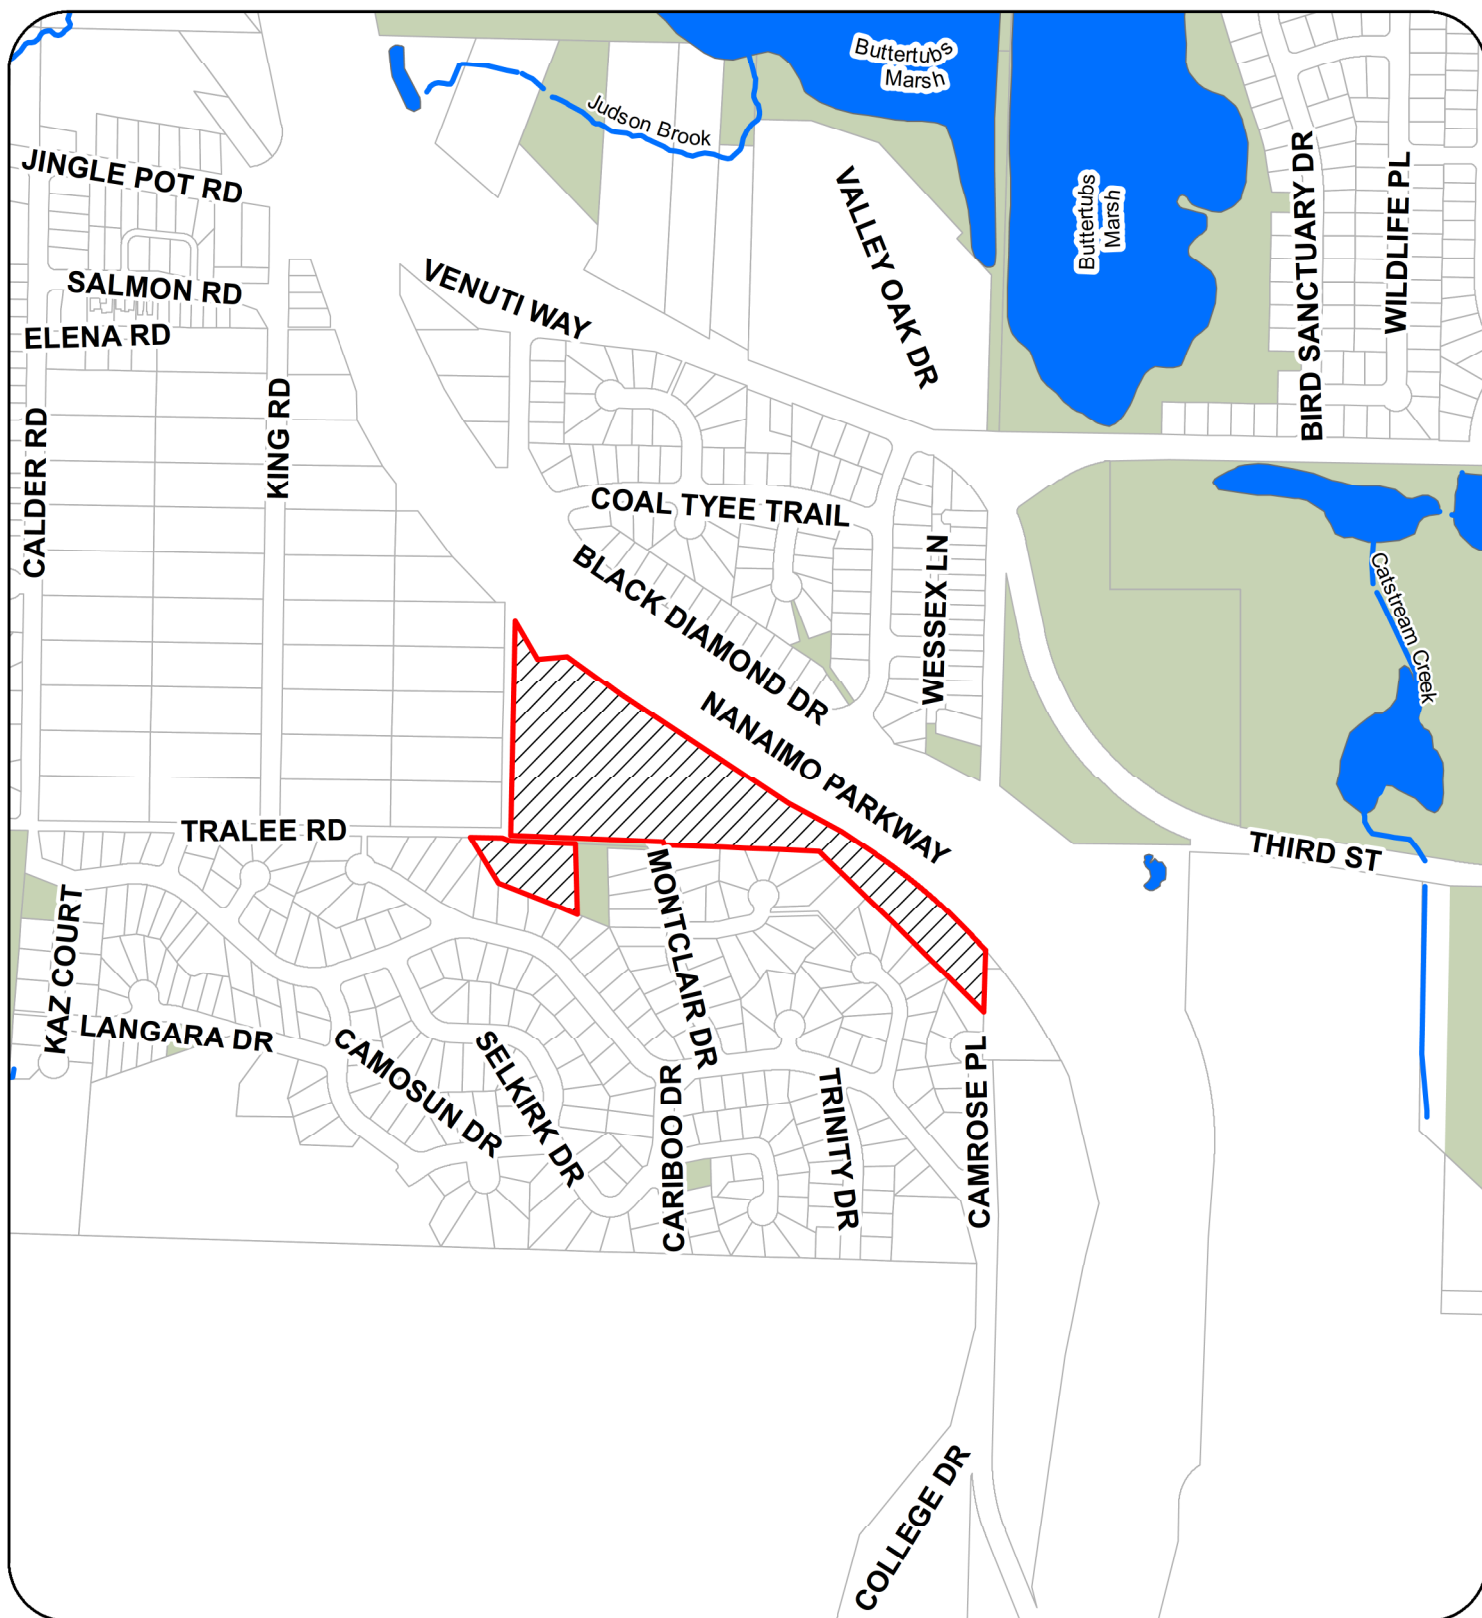 Buttertubs
Marsh
Judson Brook
JINGLE POT RD
VALLEY OAK DR
Buttertubs
Marsh
BIRD SANCTUARY DR
WILDLIFE PL
SALMON RD
VENUTI WAY
ELENA RD
CALDER RD
KING RD
COAL TYEE TRAIL
BLACK DIAMOND DR
WESSEX LN
Catstream Creek
NANAIMO PARKWAY
TRALEE RD
THIRD ST
KAZ COURT
MONTCLAIR DR
LANGARA DR
CAMOSUN DR
SELKIRK DR
CARIBOO DR
TRINITY DR
CAMROSE PL
COLLEGE DR